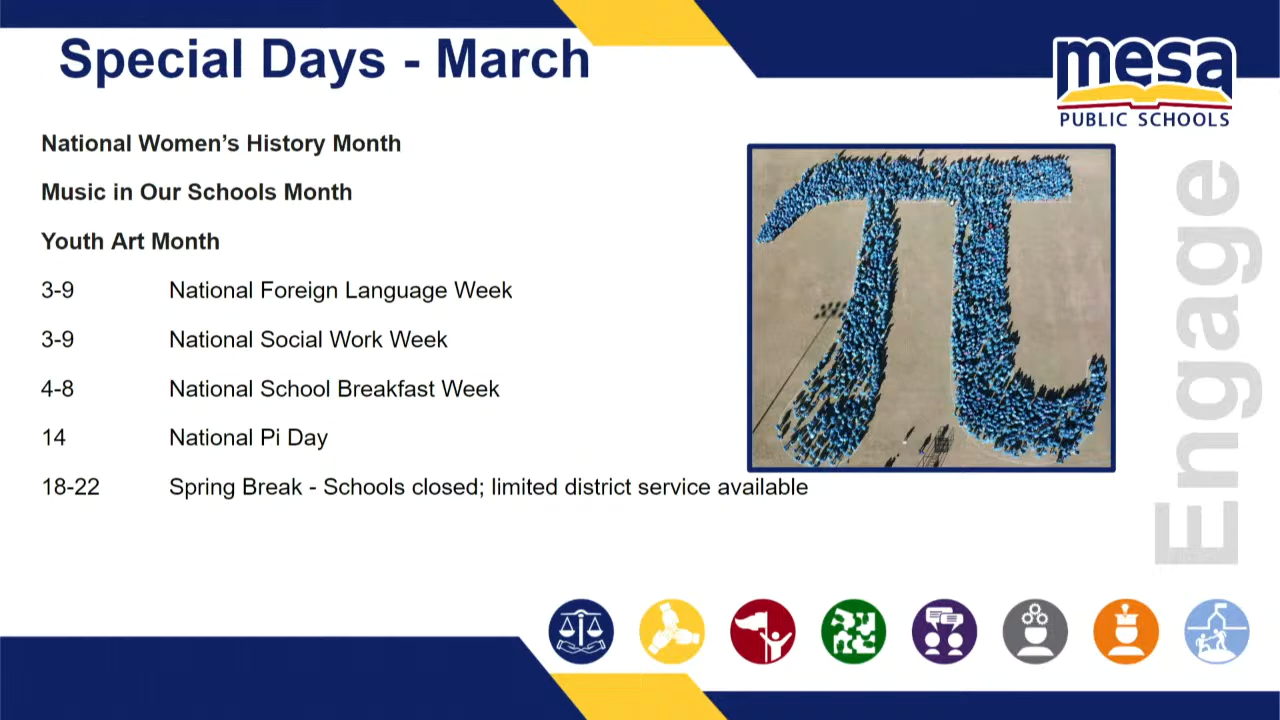 Special Days - March
mesa
PUBLIC SCHOOLS
National Women's History Month
Music in Our Schools Month
Youth Art Month
3-9 National Foreign Language Week
3-9 National Social Work Week
4-8 National School Breakfast Week
14 National Pi Day
18-22 Spring Break - Schools closed; limited district service available
π
Engage